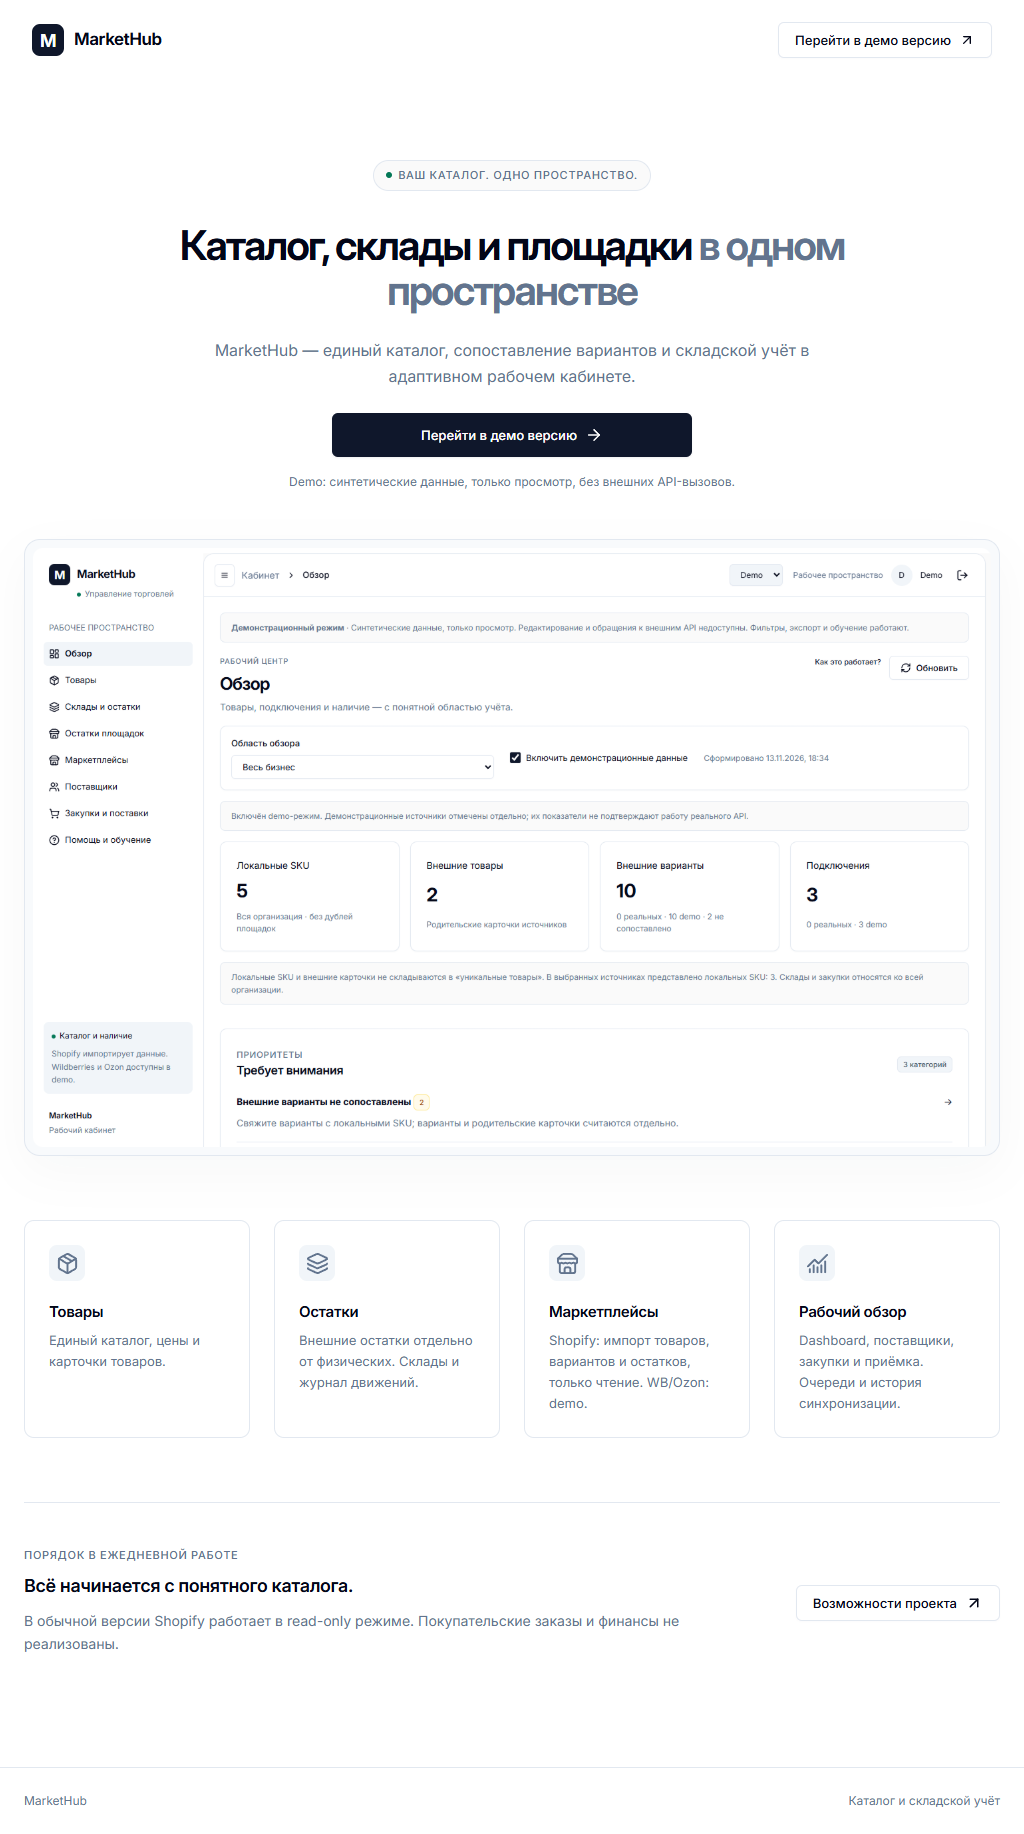 M MarketHub
Перейти в демо версию
ВАШ КАТАЛОГ. ОДНО ПРОСТРАНСТВО.
Каталог, склады и площадки в одном
пространстве
MarketHub — единый каталог, сопоставление вариантов и складской учёт в
адаптивном рабочем кабинете.
Перейти в демо версию
Demo: синтетические данные, только просмотр, без внешних API-вызовов.
M MarketHub
Управление торговлей
РАБОЧЕЕ ПРОСТРАНСТВО
Обзор
Товары
Склады и остатки
Остатки площадок
Маркетплейсы
Поставщики
Закупки и поставки
Помощь и обучение
Каталог и наличие
Shopify импортирует данные.
Wildberries и Ozon доступны в
demo.
MarketHub
Рабочий кабинет
Кабинет > Обзор
Demo
Рабочее пространство
D
Demo
Демонстрационный режим · Синтетические данные, только просмотр. Редактирование и обращения к внешним API недоступны. Фильтры, экспорт и обучение работают.
РАБОЧИЙ ЦЕНТР
Обзор
Товары, подключения и наличие — с понятной областью учёта.
Как это работает?
Обновить
Область обзора
Весь бизнес
Включить демонстрационные данные
Сформировано 13.11.2026, 18:34
Включён demo-режим. Демонстрационные источники отмечены отдельно; их показатели не подтверждают работу реального API.
Локальные SKU
5
Вся организация · без дублей
площадок
Внешние товары
2
Родительские карточки источников
Внешние варианты
10
0 реальных · 10 demo · 2 не
сопоставлено
Подключения
3
0 реальных · 3 demo
Локальные SKU и внешние карточки не складываются в «уникальные товары». В выбранных источниках представлено локальных SKU: 3. Склады и закупки относятся ко всей
организации.
ПРИОРИТЕТЫ
Требует внимания
3 категорий
Внешние варианты не сопоставлены 2
Свяжите варианты с локальными SKU; варианты и родительские карточки считаются отдельно.
Товары
Единый каталог, цены и
карточки товаров.
Остатки
Внешние остатки отдельно
от физических. Склады и
журнал движений.
Маркетплейсы
Shopify: импорт товаров,
вариантов и остатков,
только чтение. WB/Ozon:
demo.
Рабочий обзор
Dashboard, поставщики,
закупки и приёмка.
Очереди и история
синхронизации.
ПОРЯДОК В ЕЖЕДНЕВНОЙ РАБОТЕ
Всё начинается с понятного каталога.
В обычной версии Shopify работает в read-only режиме. Покупательские заказы и финансы не
реализованы.
Возможности проекта
MarketHub
Каталог и складской учёт